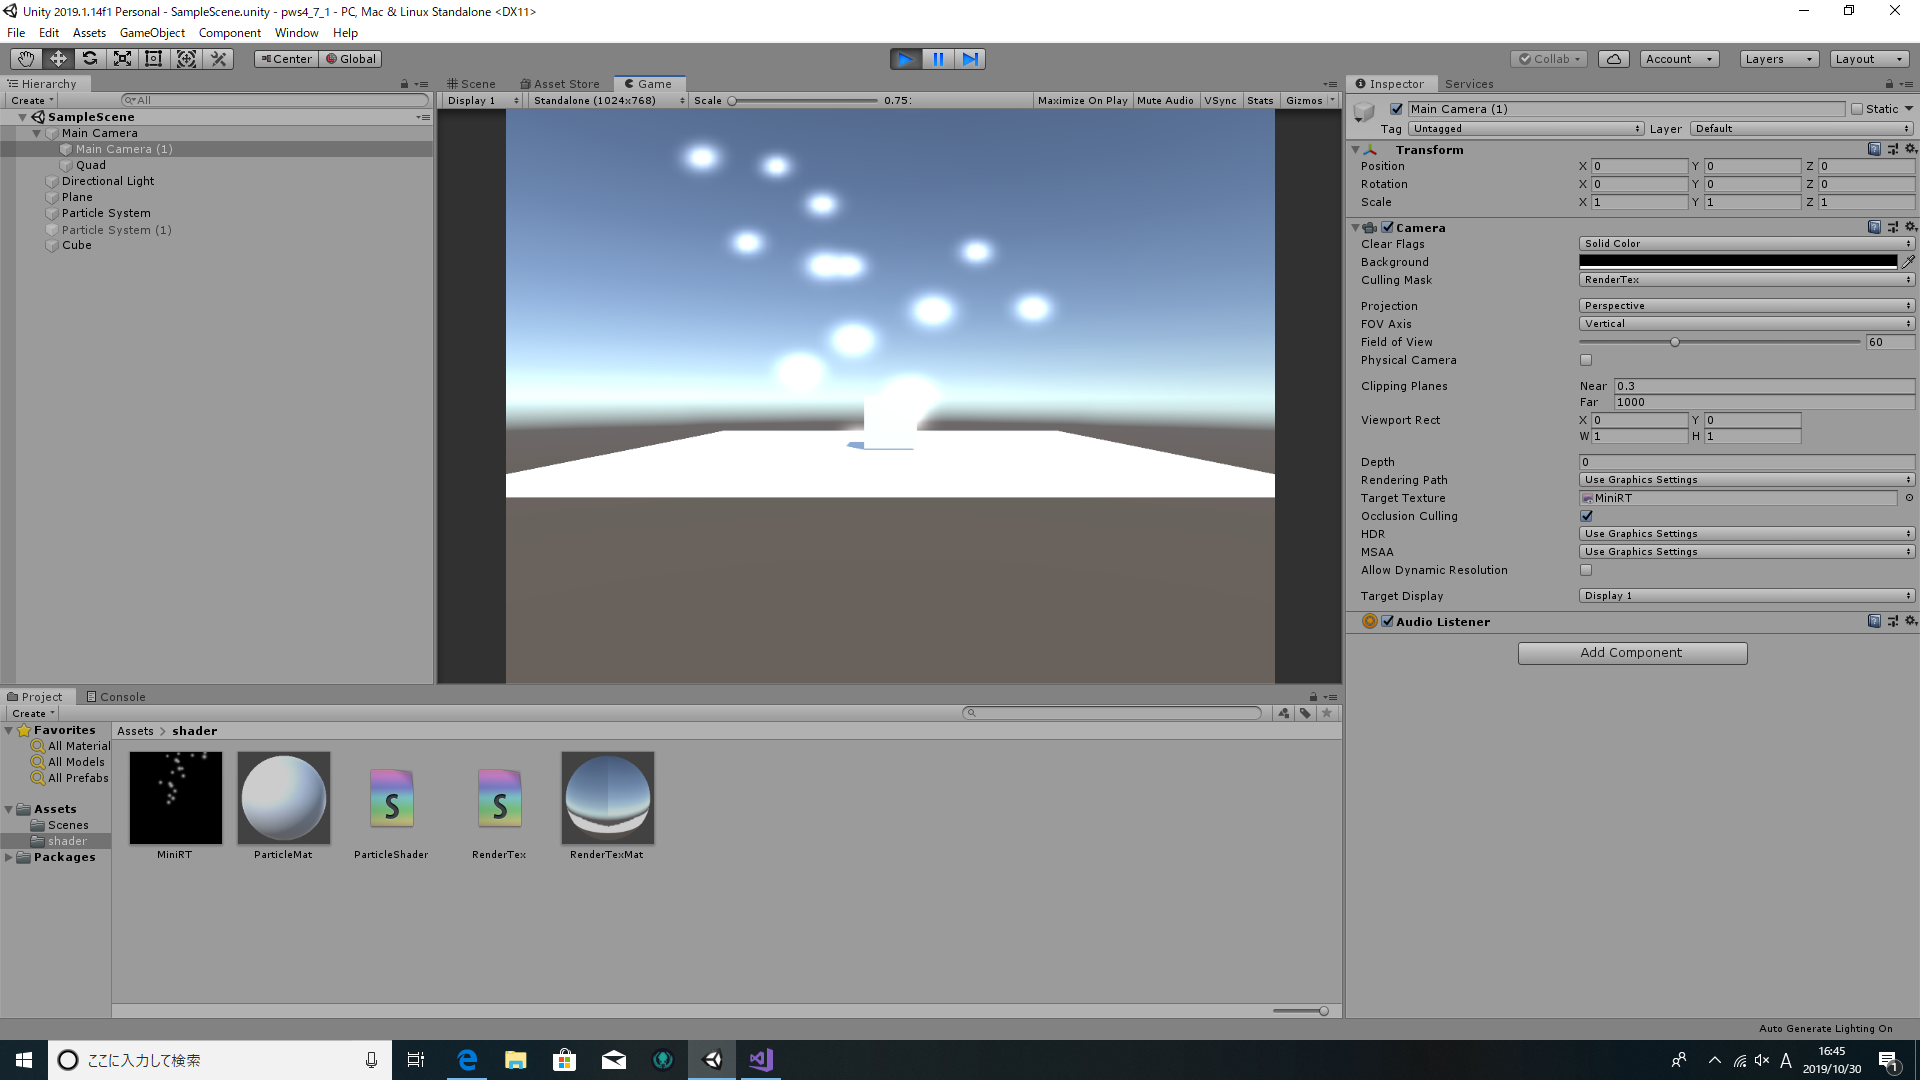 Unity 2019.1.14f1 Personal - SampleScene.unity - pws4_7_1 - PC, Mac & Linux Standalone <DX11>
File Edit Assets GameObject Component Window Help
Center Global Collab Account Layers Layout
Hierarchy
Create All
SampleScene
Main Camera
Main Camera (1)
Quad
Directional Light
Plane
Particle System
Particle System (1)
Cube
Scene Asset Store Game
Display 1 Standalone (1024x768) Scale 0.75: Maximize On Play Mute Audio VSync Stats Gizmos
Inspector Services
Main Camera (1) Static
Tag Untagged Layer Default
Transform
Position X 0 Y 0 Z 0
Rotation X 0 Y 0 Z 0
Scale X 1 Y 1 Z 1
Camera
Clear Flags Solid Color
Background
Culling Mask RenderTex
Projection Perspective
FOV Axis Vertical
Field of View 60
Physical Camera
Clipping Planes Near 0.3
Far 1000
Viewport Rect X 0 Y 0
W 1 H 1
Depth 0
Rendering Path Use Graphics Settings
Target Texture MiniRT
Occlusion Culling
HDR Use Graphics Settings
MSAA Use Graphics Settings
Allow Dynamic Resolution
Target Display Display 1
Audio Listener
Add Component
Project Console
Create
Favorites
All Material
All Models
All Prefabs
Assets
Scenes
shader
Packages
Assets > shader
MiniRT ParticleMat ParticleShader RenderTex RenderTexMat
S S
Auto Generate Lighting On
ここに入力して検索
A 16:45
2019/10/30
1